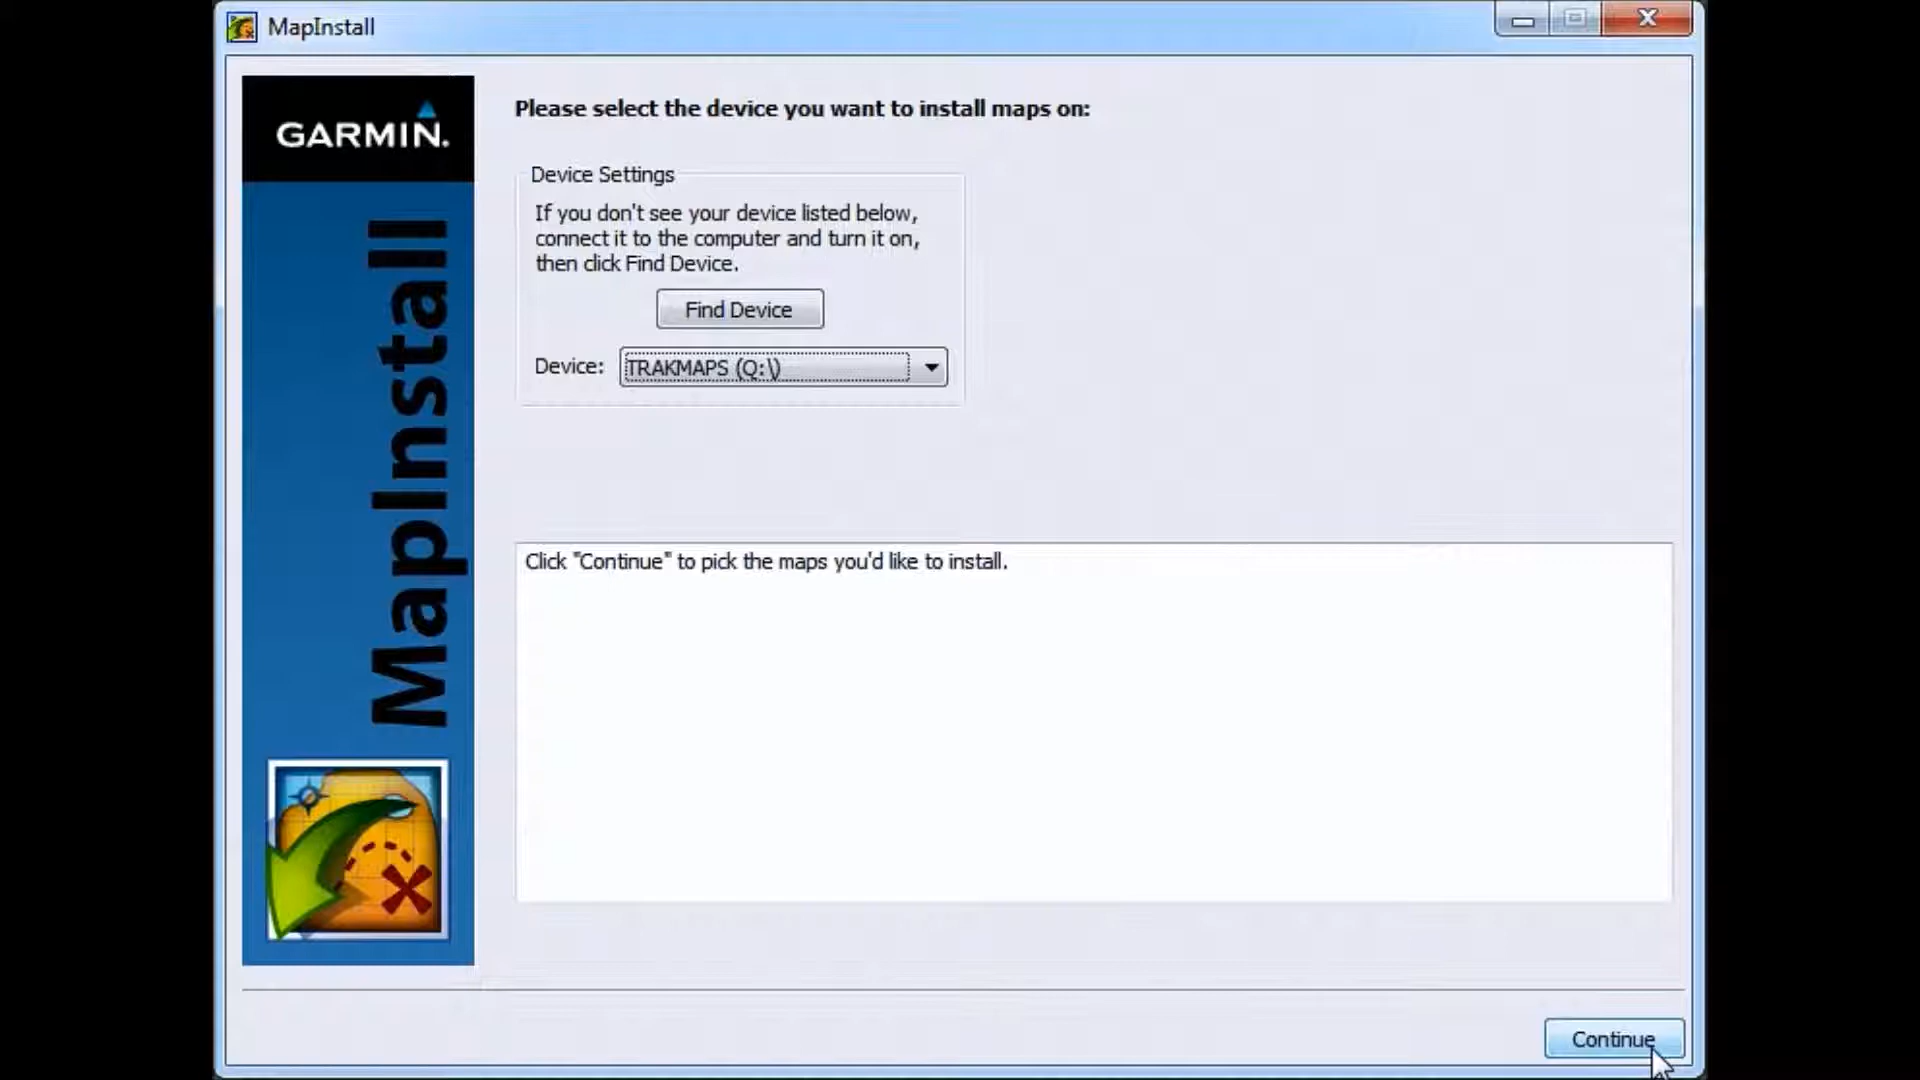 MapInstall
GARMIN.
MapInstall
Please select the device you want to install maps on:
Device Settings
If you don't see your device listed below,
connect it to the computer and turn it on,
then click Find Device.
Find Device
Device: TRAKMAPS (Q:\)
Click "Continue" to pick the maps you'd like to install.
Continue